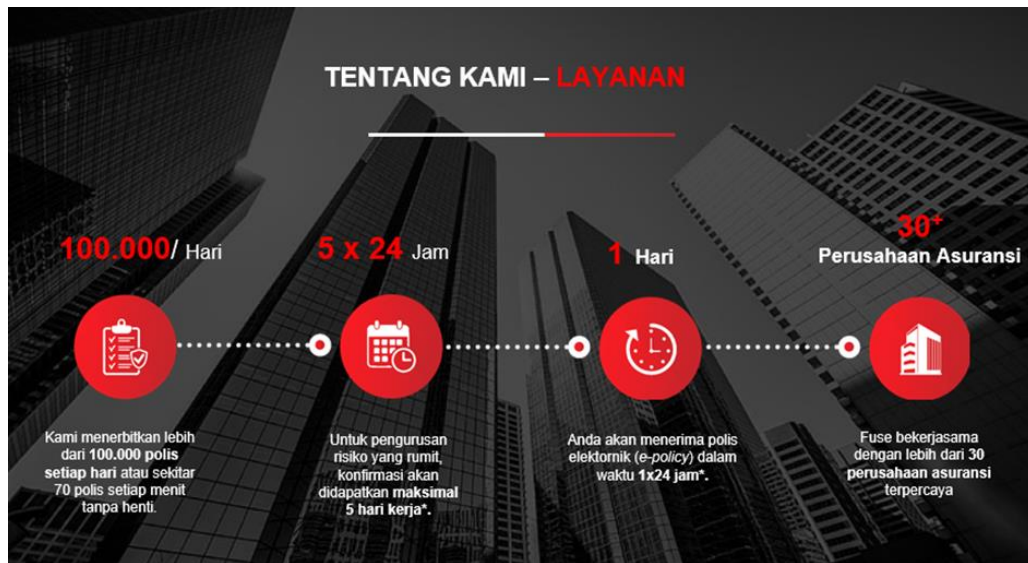 TENTANG KAMI – LAYANAN
100.000/ Hari
Kami menerbitkan lebih
dari 100.000 polis
setiap hari atau sekitar
70 polis setiap menit
tanpa henti.
5 x 24 Jam
Untuk pengurusan
risiko yang rumit,
konfirmasi akan
didapatkan maksimal
5 hari kerja*.
1 Hari
Anda akan menerima polis
elektornik (e-policy) dalam
waktu 1x24 jam*.
30+
Perusahaan Asuransi
Fuse bekerjasama
dengan lebih dari 30
perusahaan asuransi
terpercaya